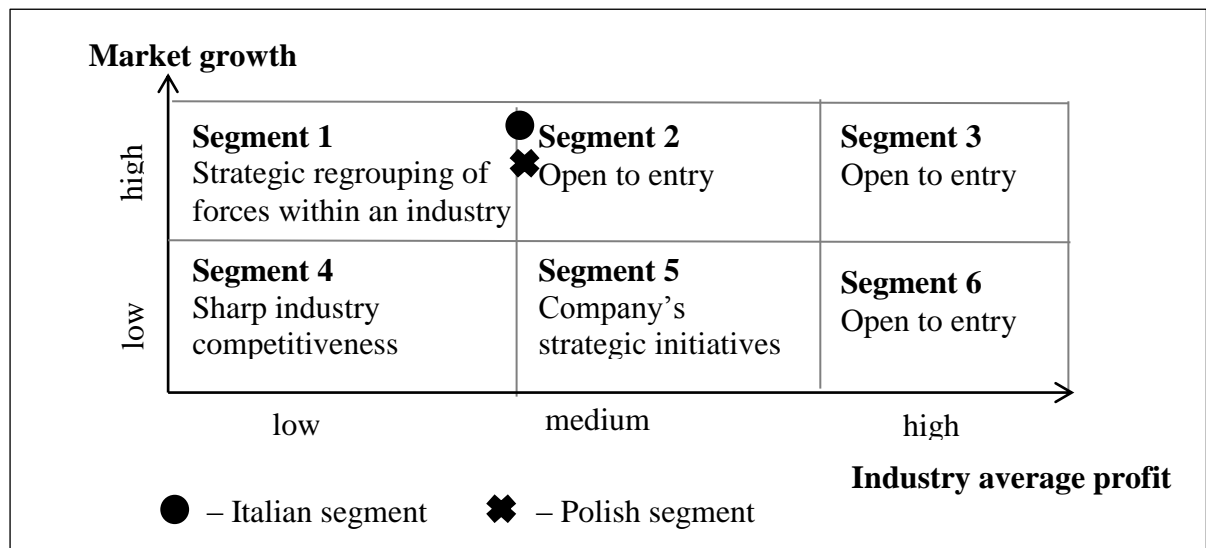 Market growth
high
low
Segment 1
Strategic regrouping of
forces within an industry
Segment 2
Open to entry
Segment 3
Open to entry
Segment 4
Sharp industry
competitiveness
Segment 5
Company’s
strategic initiatives
Segment 6
Open to entry
low
medium
high
Industry average profit
– Italian segment
– Polish segment